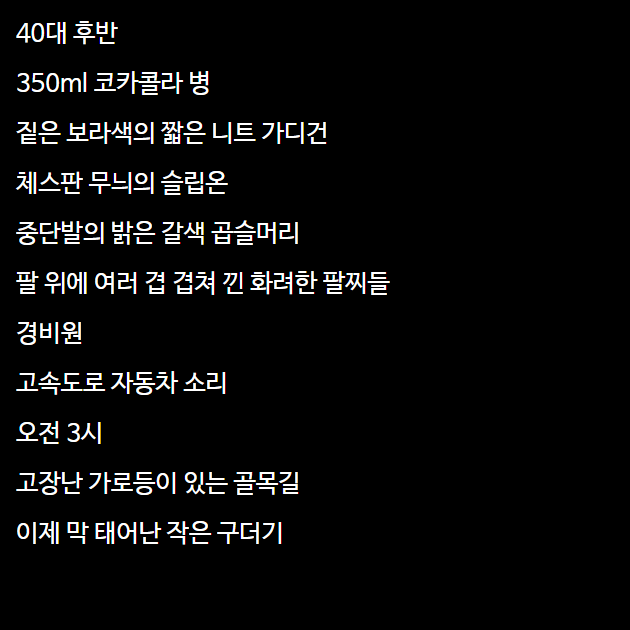 40대 후반
350ml 코카콜라 병
짙은 보라색의 짧은 니트 가디건
체스판 무늬의 슬립온
중단발의 밝은 갈색 곱슬머리
팔 위에 여러 겹 겹쳐 낀 화려한 팔찌들
경비원
고속도로 자동차 소리
오전 3시
고장난 가로등이 있는 골목길
이제 막 태어난 작은 구더기